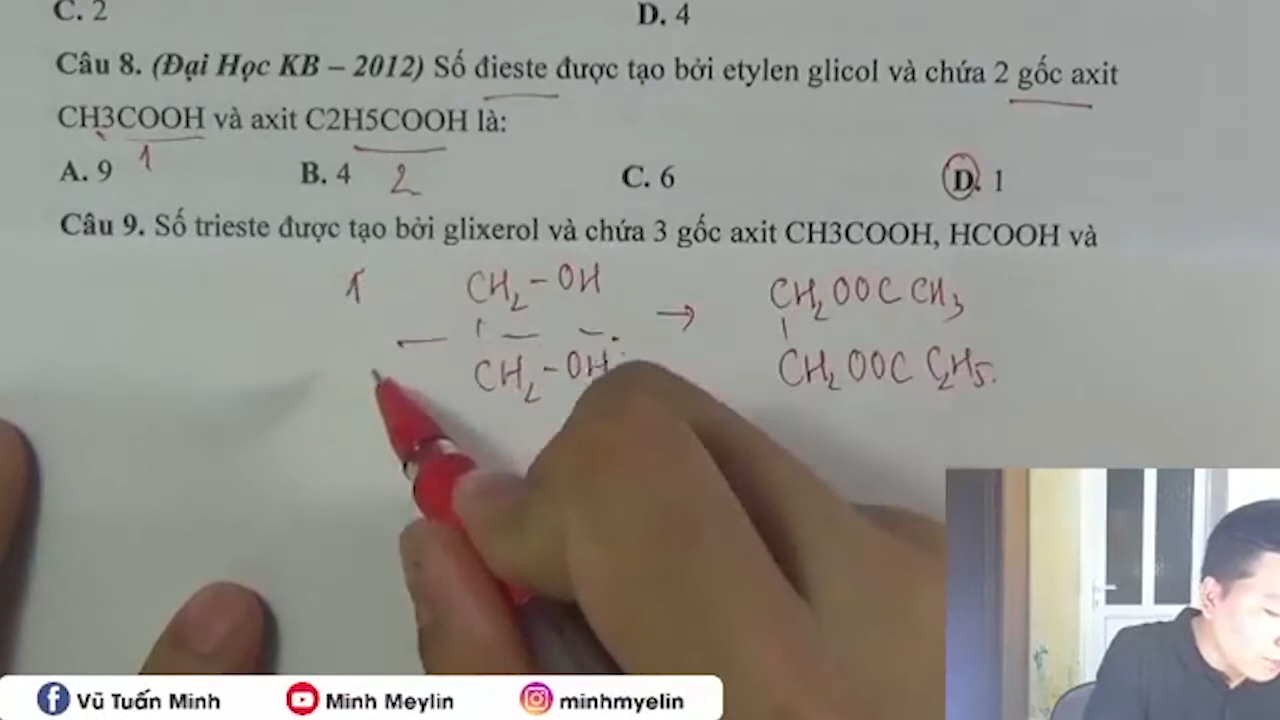 C. 2 D. 4
Câu 8. (Đại Học KB – 2012) Số đieste được tạo bởi etylen glicol và chứa 2 gốc axit
CH3COOH và axit C2H5COOH là:
1 2
A. 9 B. 4 C. 6 D. 1
Câu 9. Số trieste được tạo bởi glixerol và chứa 3 gốc axit CH3COOH, HCOOH và
1 CH2 – OH → CH2OOCCH3
CH2 – OH CH2OOCC2H5.
Vũ Tuấn Minh Minh Meylin minhmyelin